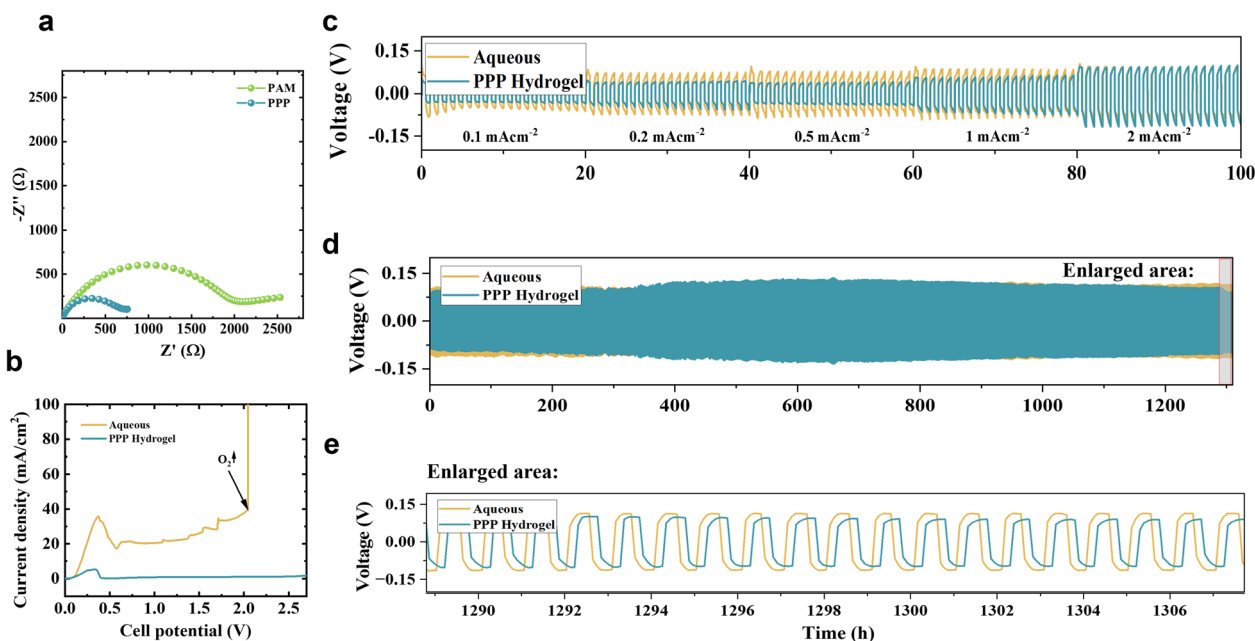 a
2500
2000
1500
1000
500
0
-Z'' (Ω)
PAM
PPP
0 500 1000 1500 2000 2500
Z' (Ω)
b
100
80
60
40
20
0
Current density (mA/cm²)
Aqueous
PPP Hydrogel
O₂↑
0.0 0.5 1.0 1.5 2.0 2.5
Cell potential (V)
c
0.15
0.00
-0.15
Voltage (V)
Aqueous
PPP Hydrogel
0.1 mAcm⁻² 0.2 mAcm⁻² 0.5 mAcm⁻² 1 mAcm⁻² 2 mAcm⁻²
0 20 40 60 80 100
d
0.15
0.00
-0.15
Voltage (V)
Aqueous
PPP Hydrogel
Enlarged area:
0 200 400 600 800 1000 1200
e
Enlarged area:
0.15
0.00
-0.15
Voltage (V)
Aqueous
PPP Hydrogel
1290 1292 1294 1296 1298 1300 1302 1304 1306
Time (h)